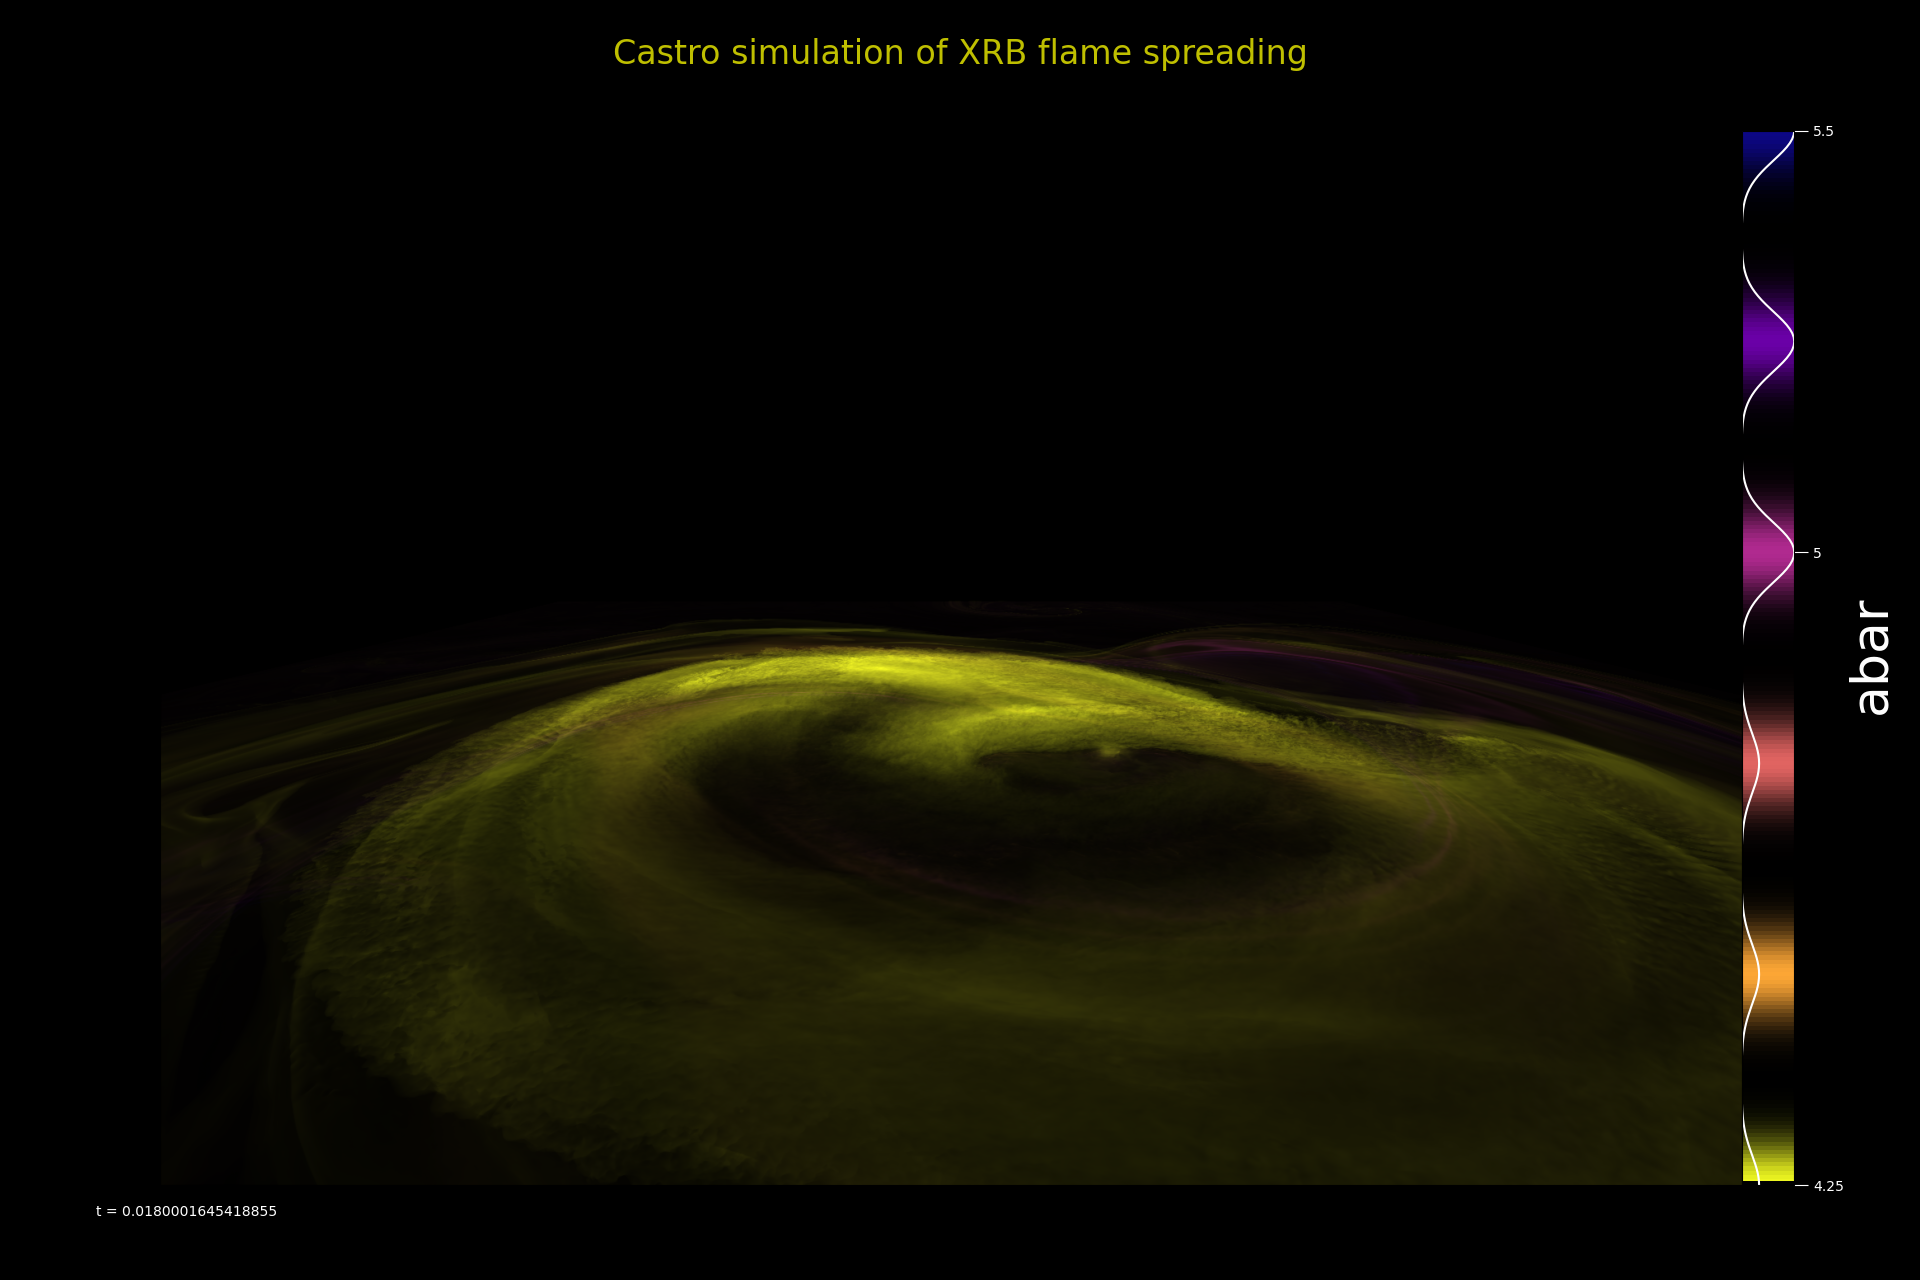 Castro simulation of XRB flame spreading
5.5
5
abar
4.25
t = 0.0180001645418855